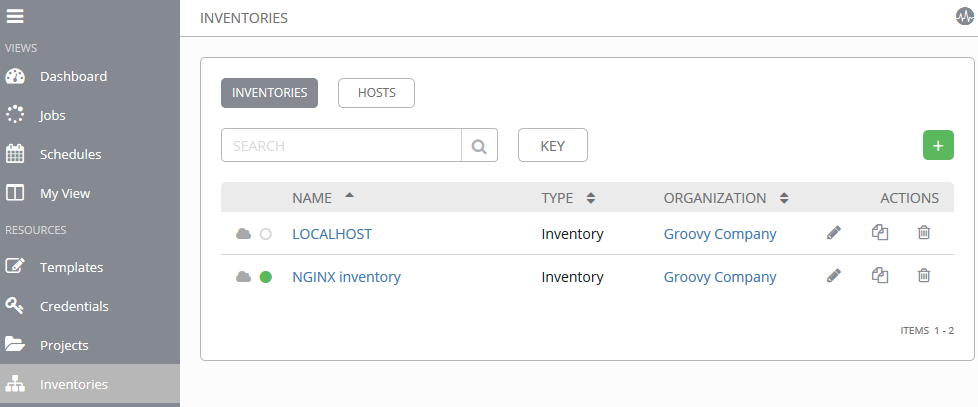 INVENTORIES
VIEWS
Dashboard
Jobs
Schedules
My View
RESOURCES
Templates
Credentials
Projects
Inventories
INVENTORIES HOSTS
SEARCH KEY +
NAME TYPE ORGANIZATION ACTIONS
LOCALHOST Inventory Groovy Company
NGINX inventory Inventory Groovy Company
ITEMS 1 - 2